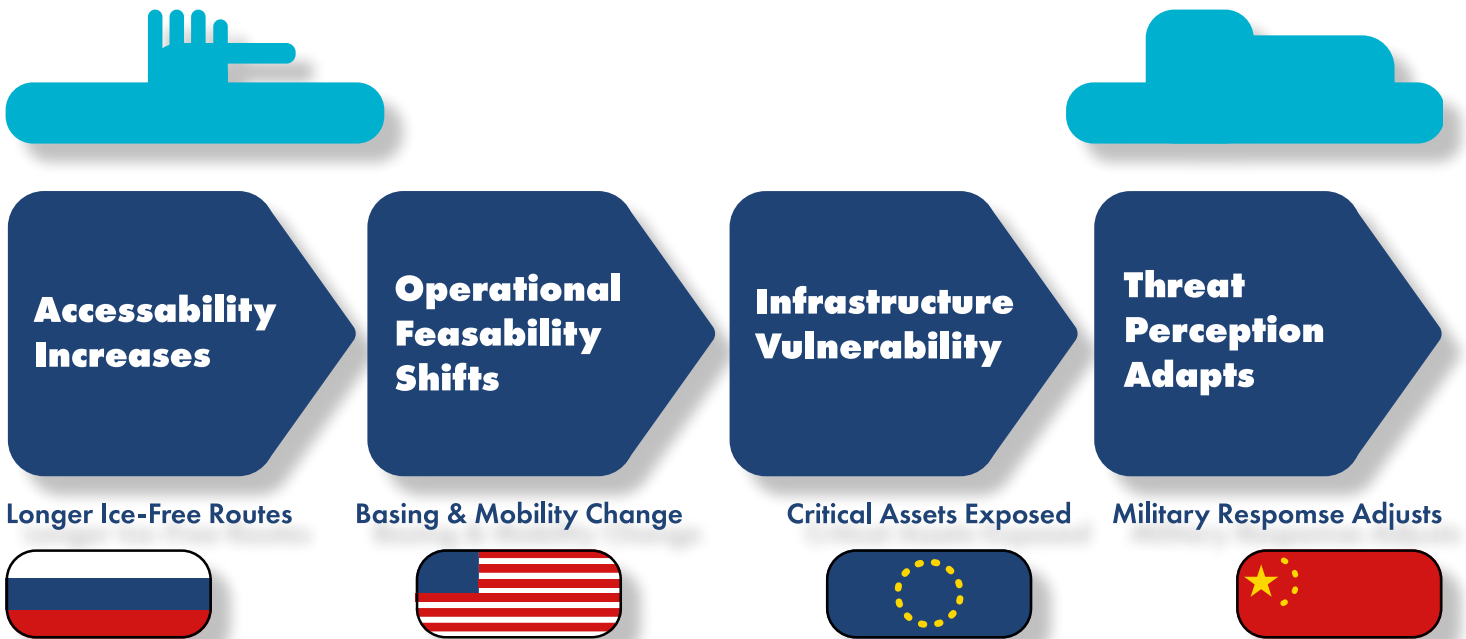 Accessability
Increases
Operational
Feasability
Shifts
Infrastructure
Vulnerability
Threat
Perception
Adapts
Longer Ice-Free Routes
Basing & Mobility Change
Critical Assets Exposed
Military Respomse Adjusts